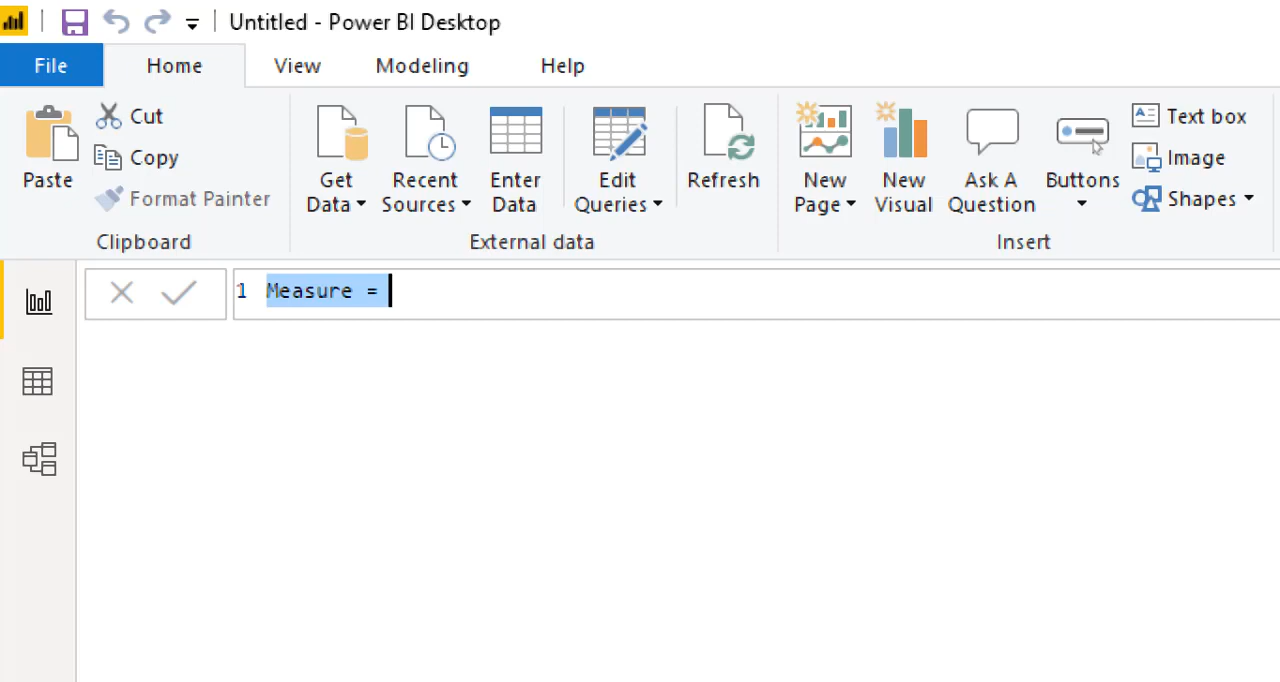 Untitled - Power BI Desktop
File Home View Modeling Help
Paste
Cut
Copy
Format Painter
Clipboard
Get Data
Recent Sources
Enter Data
Edit Queries
Refresh
External data
New Page
New Visual
Ask A Question
Buttons
Text box
Image
Shapes
Insert
1 Measure =